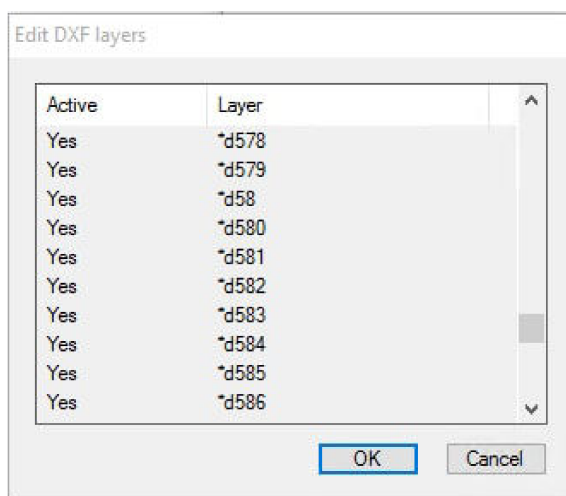 Edit DXF layers
Active Layer
Yes *d578
Yes *d579
Yes *d58
Yes *d580
Yes *d581
Yes *d582
Yes *d583
Yes *d584
Yes *d585
Yes *d586
OK Cancel